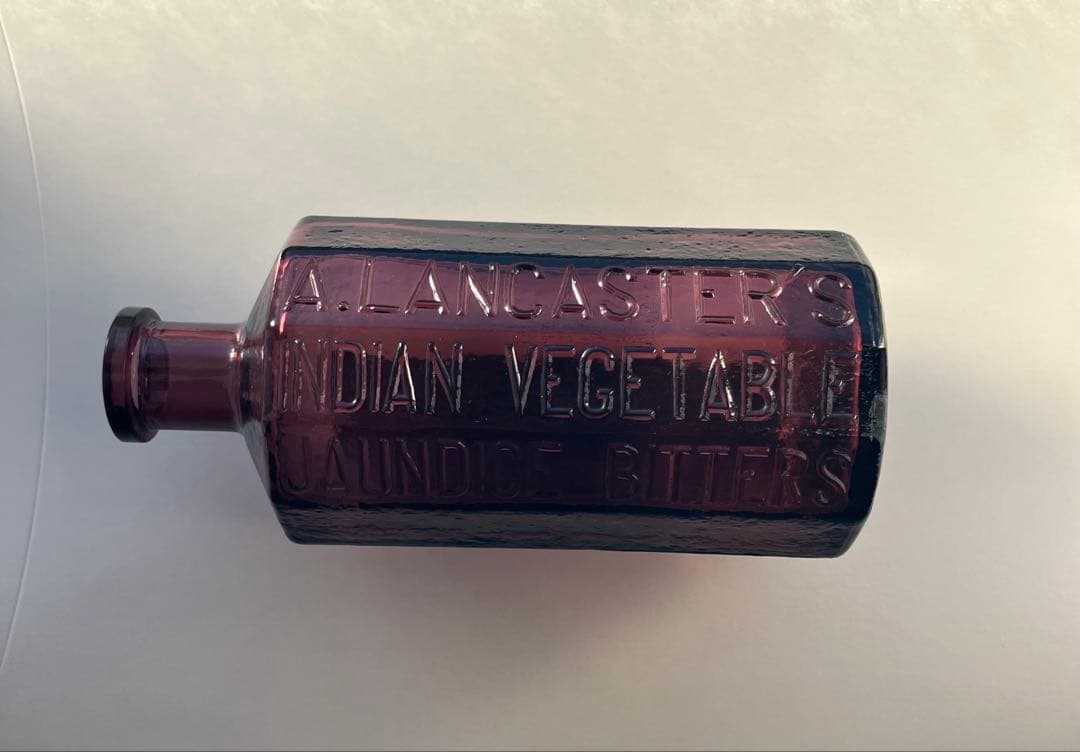 A.LANCASTER'S
INDIAN VEGETABLE
JAUNDICE BITTERS